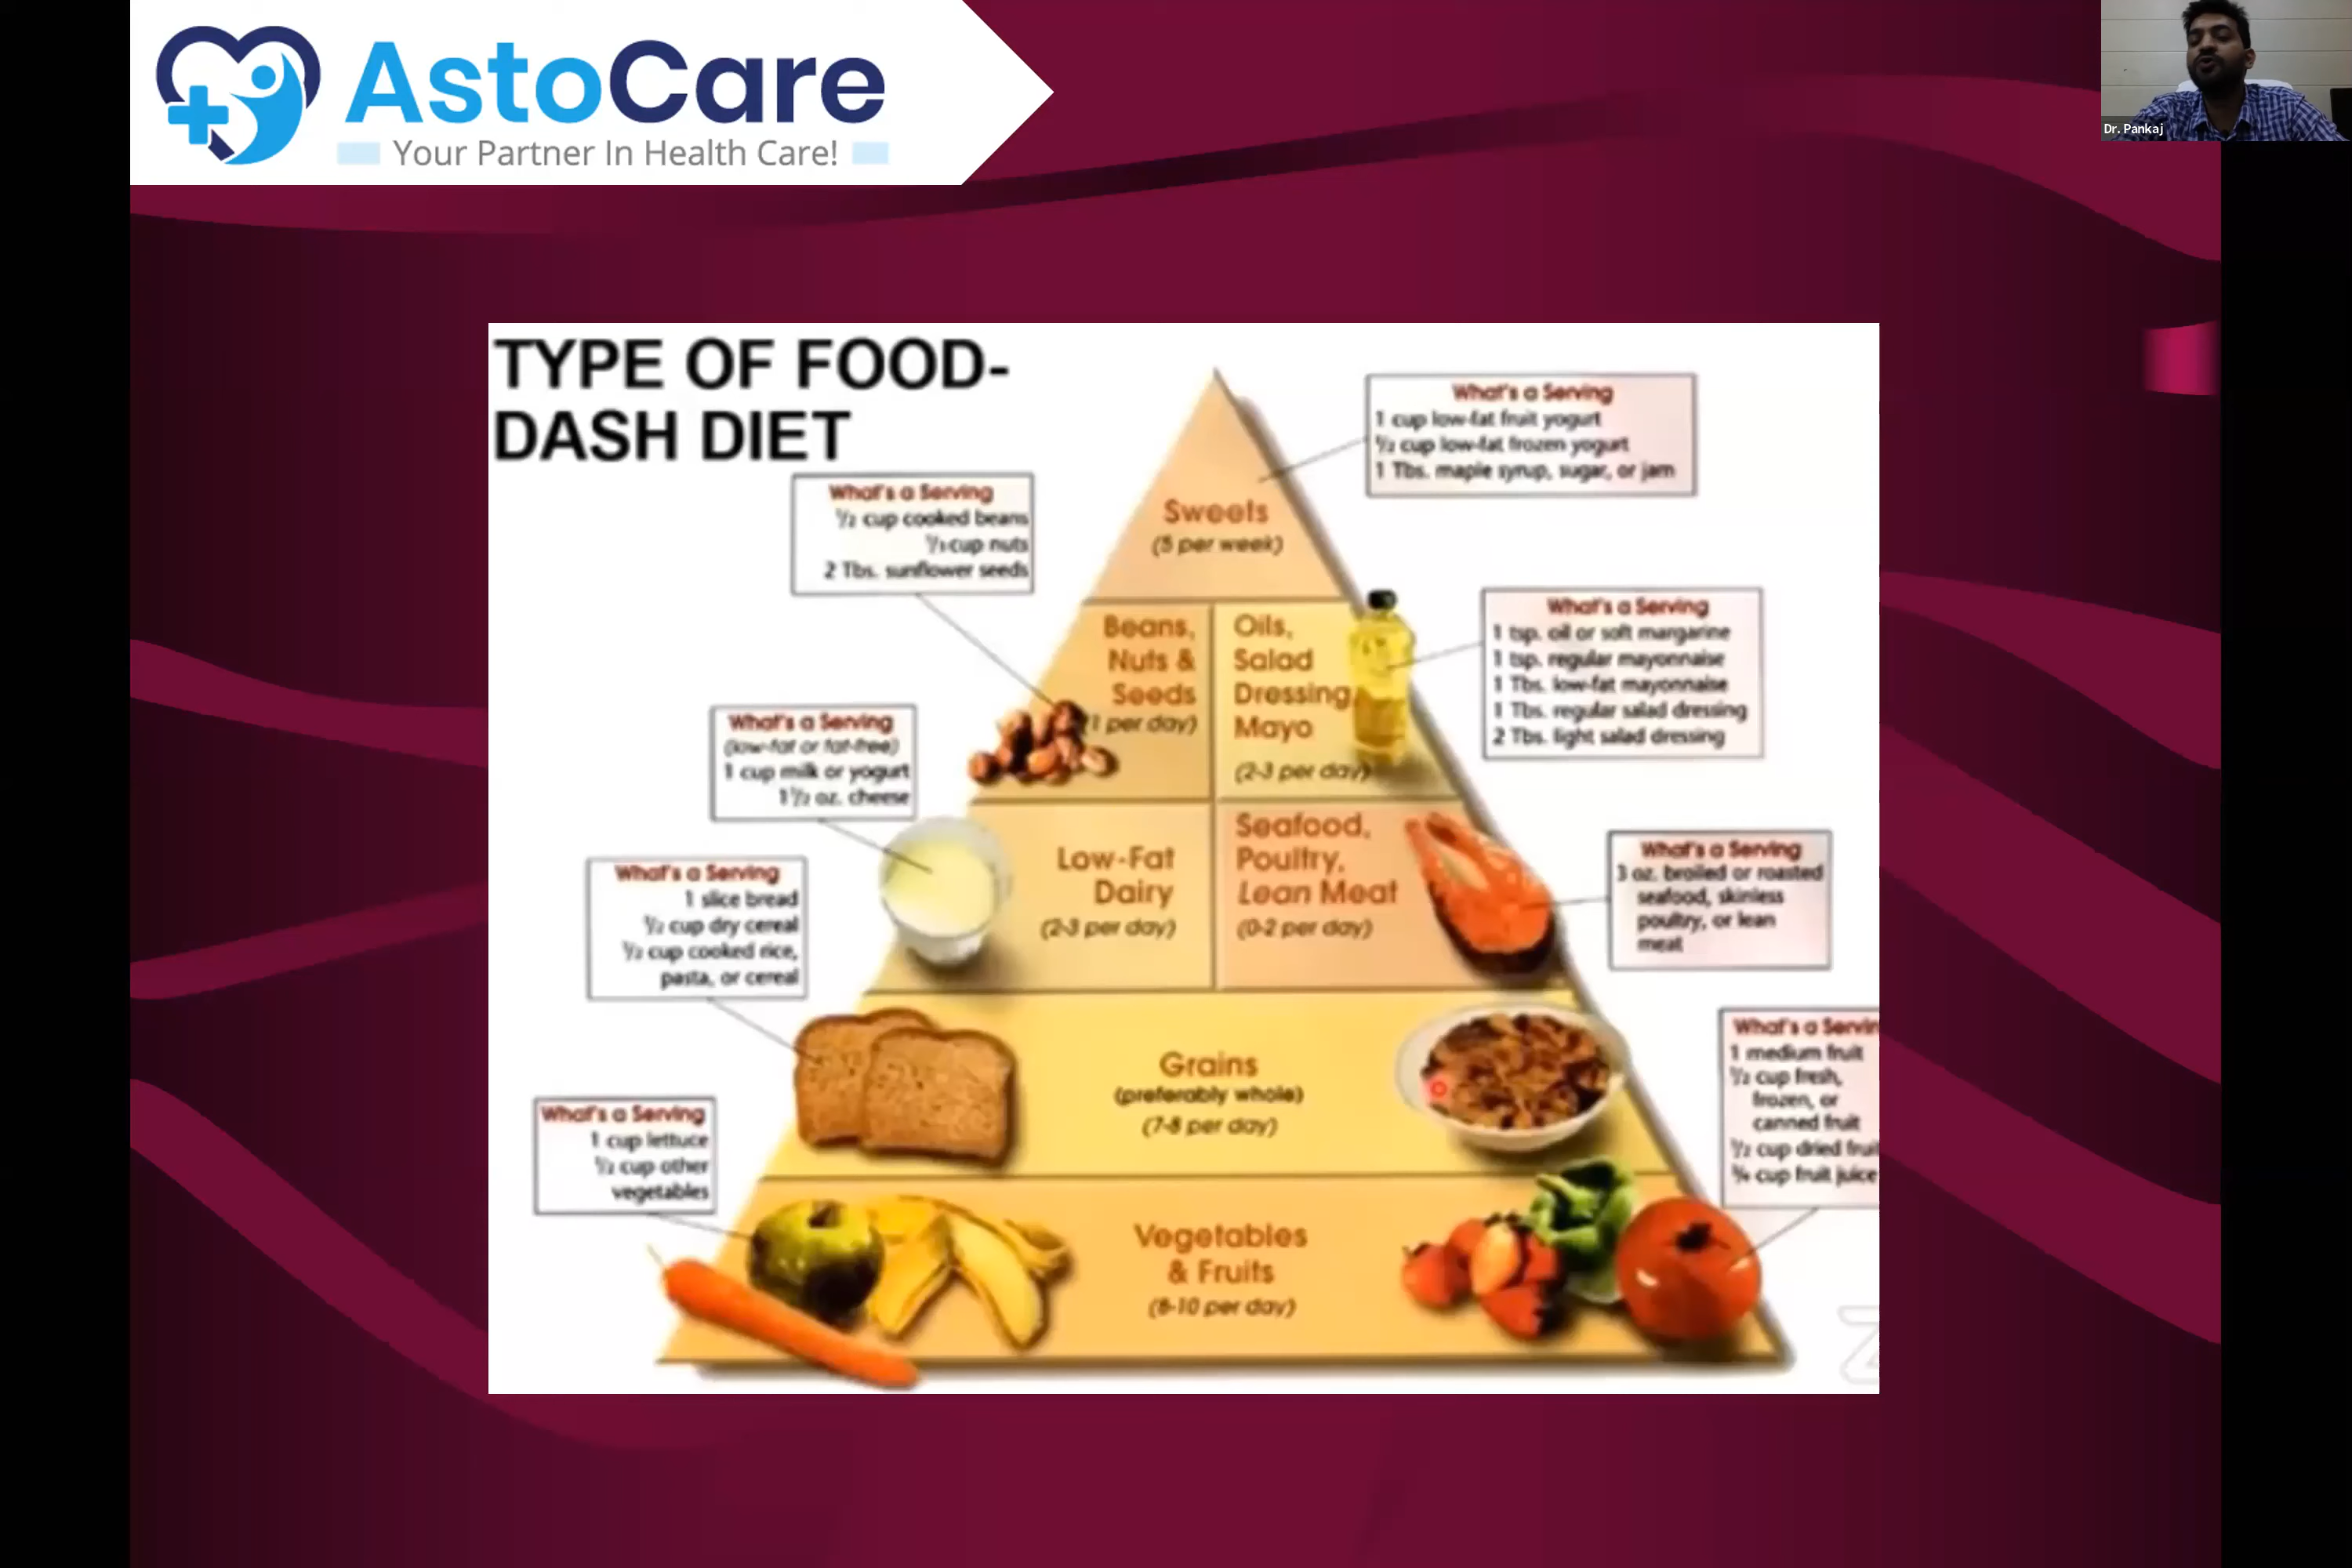 AstoCare
Your Partner In Health Care!
Dr. Pankaj
TYPE OF FOOD-
DASH DIET
What's a Serving
1 cup low-fat fruit yogurt
½ cup low-fat frozen yogurt
1 Tbs. maple syrup, sugar, or jam
What's a Serving
½ cup cooked beans
cup nuts
2 Tbs. sunflower seeds
Sweets
(5 per week)
Beans,
Nuts &
Seeds
(1 per day)
Oils,
Salad
Dressing,
Mayo
(2-3 per day)
What's a Serving
1 tsp. oil or soft margarine
1 tsp. regular mayonnaise
1 Tbs. low-fat mayonnaise
1 Tbs. regular salad dressing
2 Tbs. light salad dressing
What's a Serving
(low-fat or fat-free)
1 cup milk or yogurt
1½ oz. cheese
Low-Fat
Dairy
(2-3 per day)
Seafood,
Poultry,
Lean Meat
(0-2 per day)
What's a Serving
3 oz. broiled or roasted
seafood, skinless
poultry, or lean
meat
What's a Serving
1 slice bread
½ cup dry cereal
½ cup cooked rice,
pasta, or cereal
Grains
(preferably whole)
(7-8 per day)
What's a Servin
1 medium fruit
½ cup fresh,
frozen, or
canned fruit
½ cup dried frui
¾ cup fruit juice
What's a Serving
1 cup lettuce
½ cup other
vegetables
Vegetables
& Fruits
(8-10 per day)